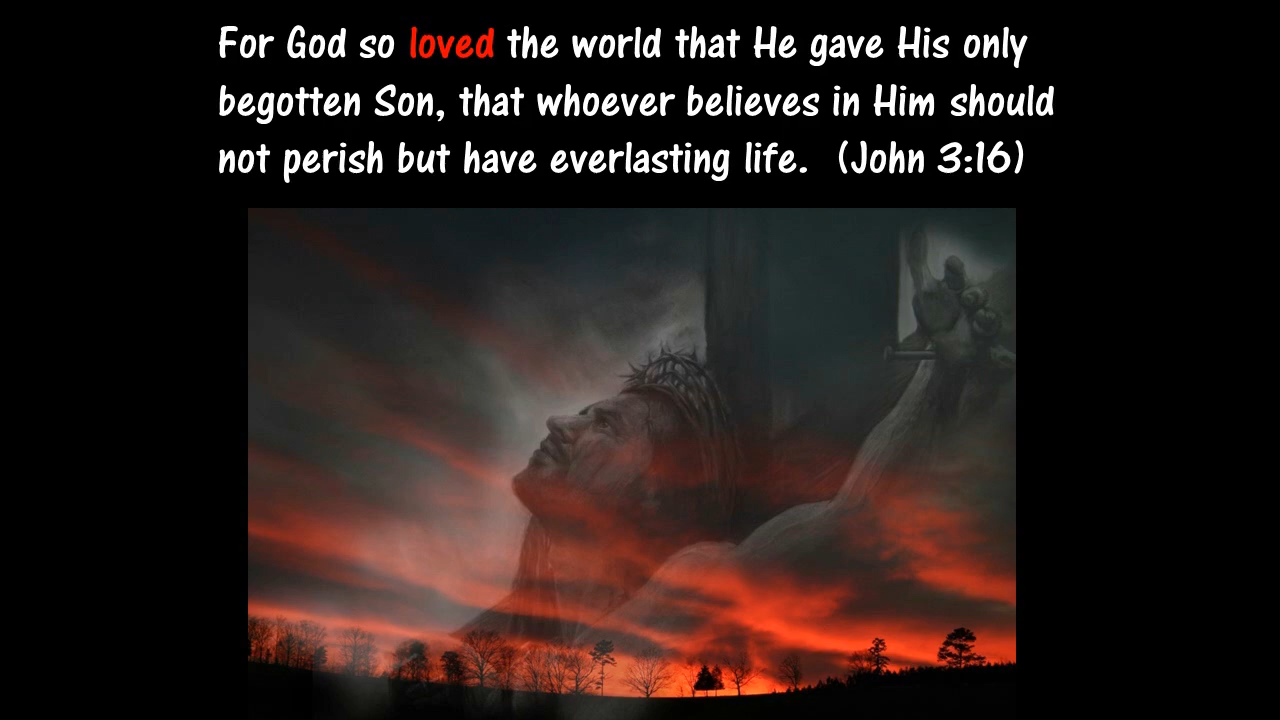 For God so loved the world that He gave His only
begotten Son, that whoever believes in Him should
not perish but have everlasting life.  (John 3:16)